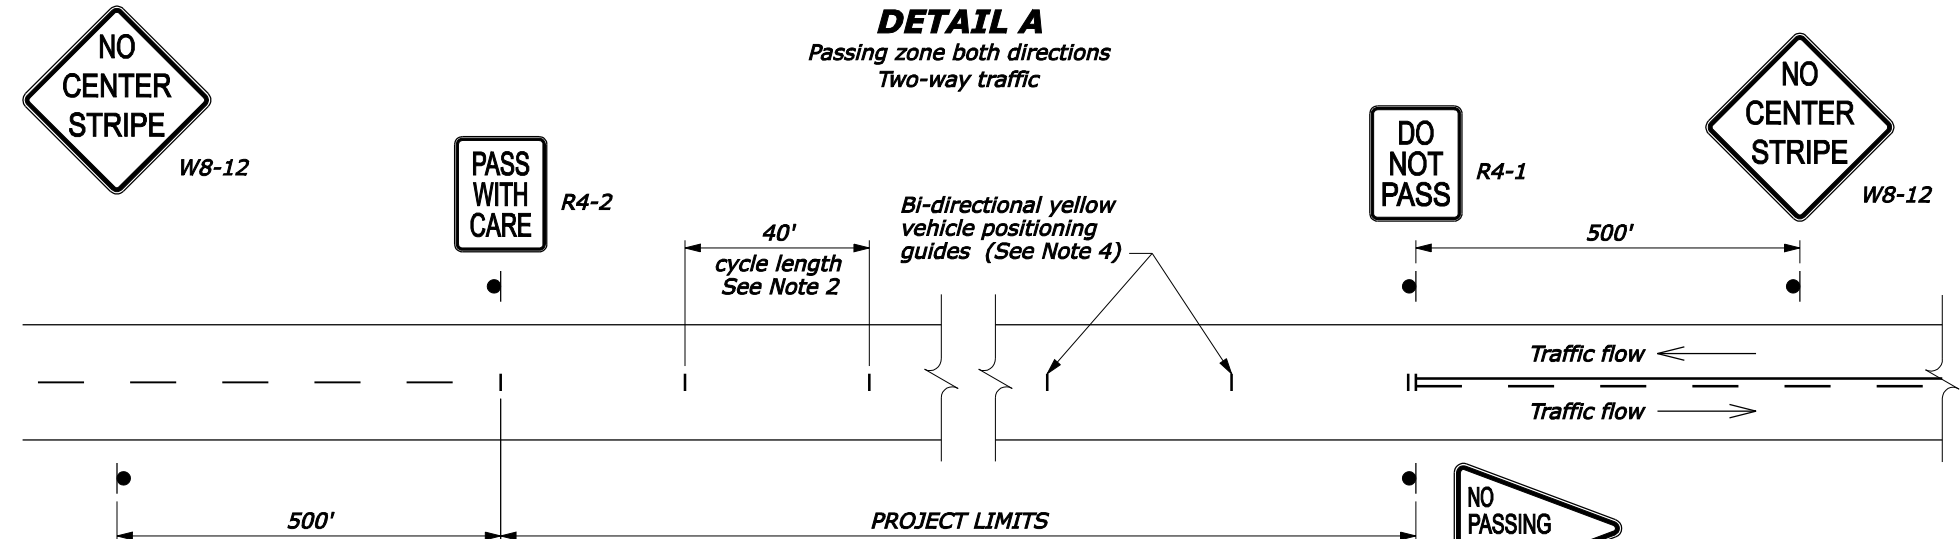 DETAIL A
Passing zone both directions
Two-way traffic
NO
CENTER
STRIPE
W8-12
PASS
WITH
CARE
R4-2
40'
cycle length
See Note 2
Bi-directional yellow
vehicle positioning
guides (See Note 4)
DO
NOT
PASS
R4-1
NO
CENTER
STRIPE
W8-12
500'
Traffic flow
Traffic flow
500'
PROJECT LIMITS
NO
PASSING